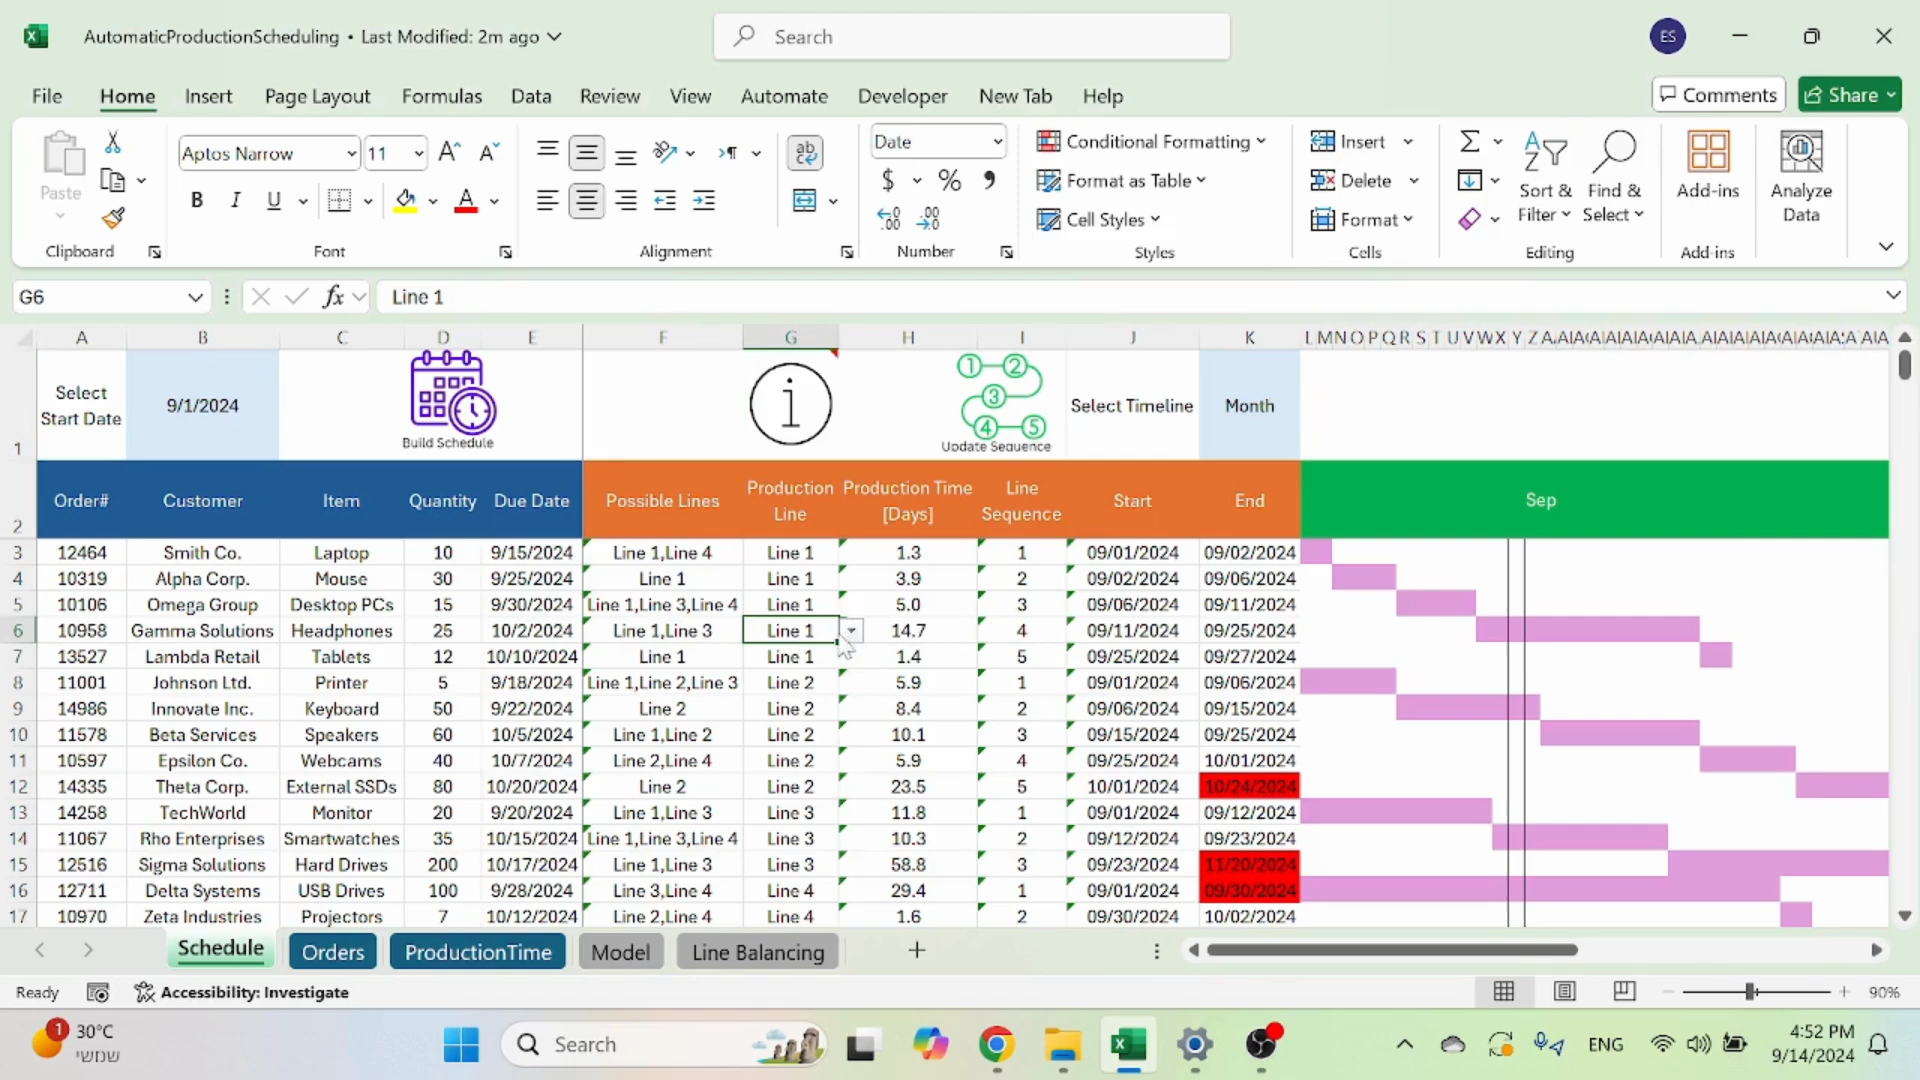 AutomaticProductionScheduling • Last Modified: 2m ago
Search
ES
File Home Insert Page Layout Formulas Data Review View Automate Developer New Tab Help
Comments Share
Paste
Clipboard
Aptos Narrow 11
B I U
Font
Alignment
Date
$ % 9
Number
Conditional Formatting
Format as Table
Cell Styles
Styles
Insert
Delete
Format
Cells
Sort & Filter
Find & Select
Editing
Add-ins
Add-ins
Analyze Data
G6 fx Line 1
A B C D E F G H I J K
1 Select Start Date 9/1/2024 Build Schedule i Update Sequence Select Timeline Month
2 Order# Customer Item Quantity Due Date Possible Lines Production Line Production Time [Days] Line Sequence Start End Sep
3 12464 Smith Co. Laptop 10 9/15/2024 Line 1,Line 4 Line 1 1.3 1 09/01/2024 09/02/2024
4 10319 Alpha Corp. Mouse 30 9/25/2024 Line 1 Line 1 3.9 2 09/02/2024 09/06/2024
5 10106 Omega Group Desktop PCs 15 9/30/2024 Line 1,Line 3,Line 4 Line 1 5.0 3 09/06/2024 09/11/2024
6 10958 Gamma Solutions Headphones 25 10/2/2024 Line 1,Line 3 Line 1 14.7 4 09/11/2024 09/25/2024
7 13527 Lambda Retail Tablets 12 10/10/2024 Line 1 Line 1 1.4 5 09/25/2024 09/27/2024
8 11001 Johnson Ltd. Printer 5 9/18/2024 Line 1,Line 2,Line 3 Line 2 5.9 1 09/01/2024 09/06/2024
9 14986 Innovate Inc. Keyboard 50 9/22/2024 Line 2 Line 2 8.4 2 09/06/2024 09/15/2024
10 11578 Beta Services Speakers 60 10/5/2024 Line 1,Line 2 Line 2 10.1 3 09/15/2024 09/25/2024
11 10597 Epsilon Co. Webcams 40 10/7/2024 Line 2,Line 4 Line 2 5.9 4 09/25/2024 10/01/2024
12 14335 Theta Corp. External SSDs 80 10/20/2024 Line 2 Line 2 23.5 5 10/01/2024 10/24/2024
13 14258 TechWorld Monitor 20 9/20/2024 Line 1,Line 3 Line 3 11.8 1 09/01/2024 09/12/2024
14 11067 Rho Enterprises Smartwatches 35 10/15/2024 Line 1,Line 3,Line 4 Line 3 10.3 2 09/12/2024 09/23/2024
15 12516 Sigma Solutions Hard Drives 200 10/17/2024 Line 1,Line 3 Line 3 58.8 3 09/23/2024 11/20/2024
16 12711 Delta Systems USB Drives 100 9/28/2024 Line 3,Line 4 Line 4 29.4 1 09/01/2024 09/30/2024
17 10970 Zeta Industries Projectors 7 10/12/2024 Line 2,Line 4 Line 4 1.6 2 09/30/2024 10/02/2024
Schedule Orders ProductionTime Model Line Balancing
Ready Accessibility: Investigate 90%
1 30°C
שמשי
Search
ENG
4:52 PM
9/14/2024